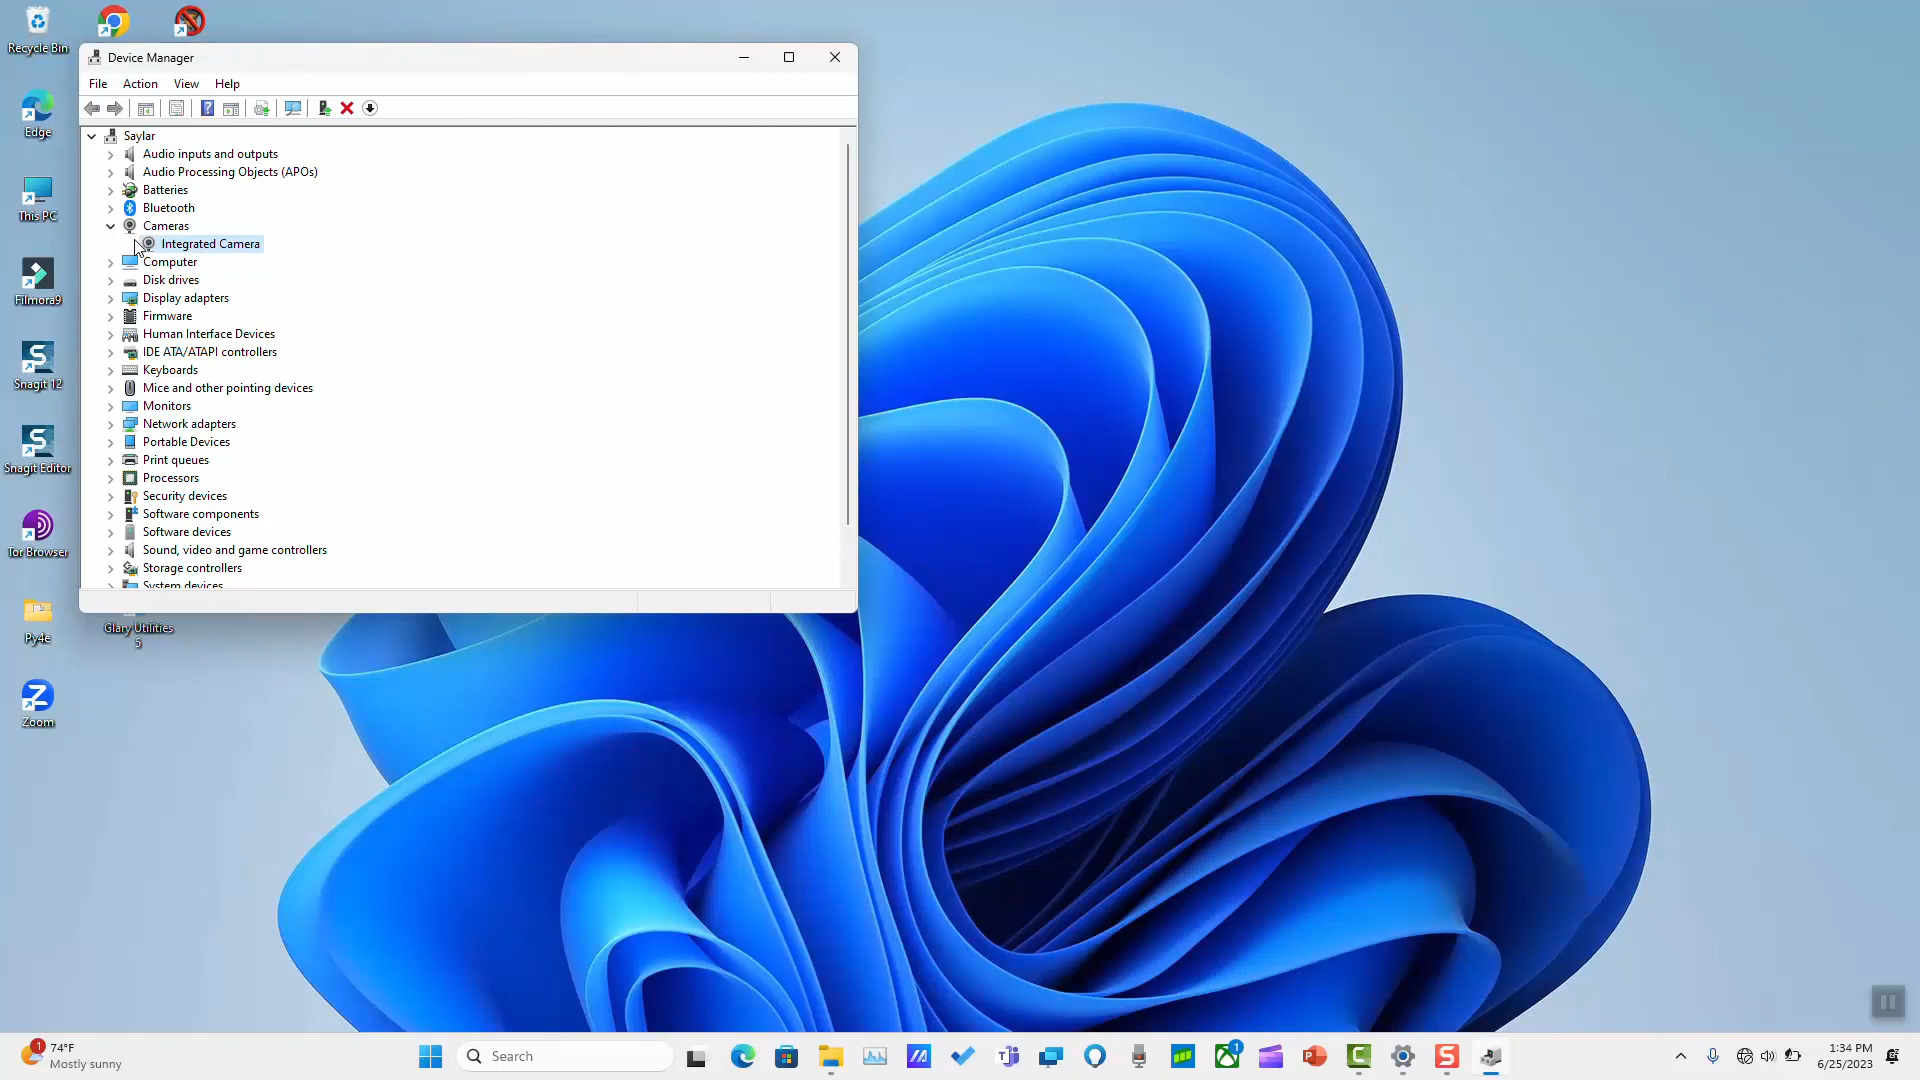 Recycle Bin
Edge
This PC
Filmora9
Snagit 12
Snagit Editor
Tor Browser
Py4e
Zoom
Glary Utilities
5
Device Manager
File Action View Help
Saylar
Audio inputs and outputs
Audio Processing Objects (APOs)
Batteries
Bluetooth
Cameras
Integrated Camera
Computer
Disk drives
Display adapters
Firmware
Human Interface Devices
IDE ATA/ATAPI controllers
Keyboards
Mice and other pointing devices
Monitors
Network adapters
Portable Devices
Print queues
Processors
Security devices
Software components
Software devices
Sound, video and game controllers
Storage controllers
System devices
1
74°F
Mostly sunny
Search
1
1:34 PM
6/25/2023